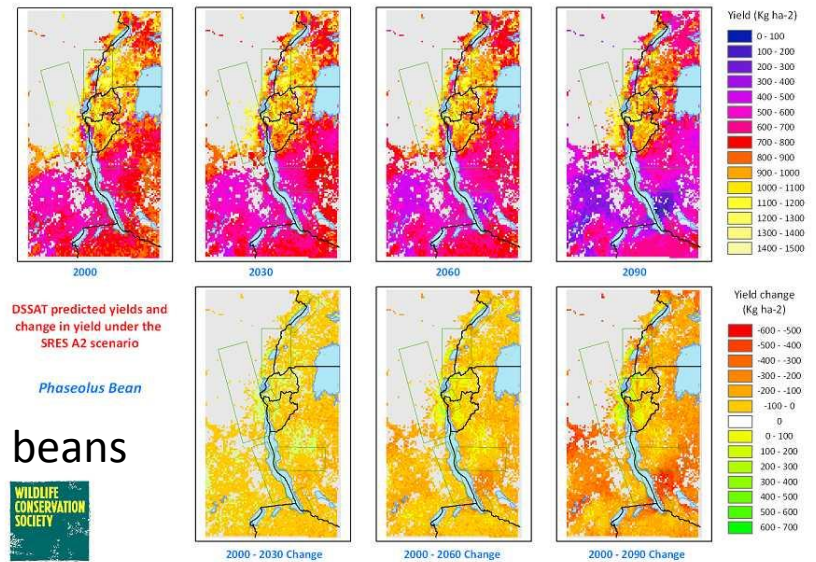 Yield (Kg ha-2)
0 - 100
100 - 200
200 - 300
300 - 400
400 - 500
500 - 600
600 - 700
700 - 800
800 - 900
900 - 1000
1000 - 1100
1100 - 1200
1200 - 1300
1300 - 1400
1400 - 1500
2000
2030
2060
2090
DSSAT predicted yields and
change in yield under the
SRES A2 scenario
Phaseolus Bean
beans
WILDLIFE
CONSERVATION
SOCIETY
Yield change
(Kg ha-2)
-600 - -500
-500 - -400
-400 - -300
-300 - -200
-200 - -100
-100 - 0
0
0 - 100
100 - 200
200 - 300
300 - 400
400 - 500
500 - 600
600 - 700
2000 - 2030 Change
2000 - 2060 Change
2000 - 2090 Change